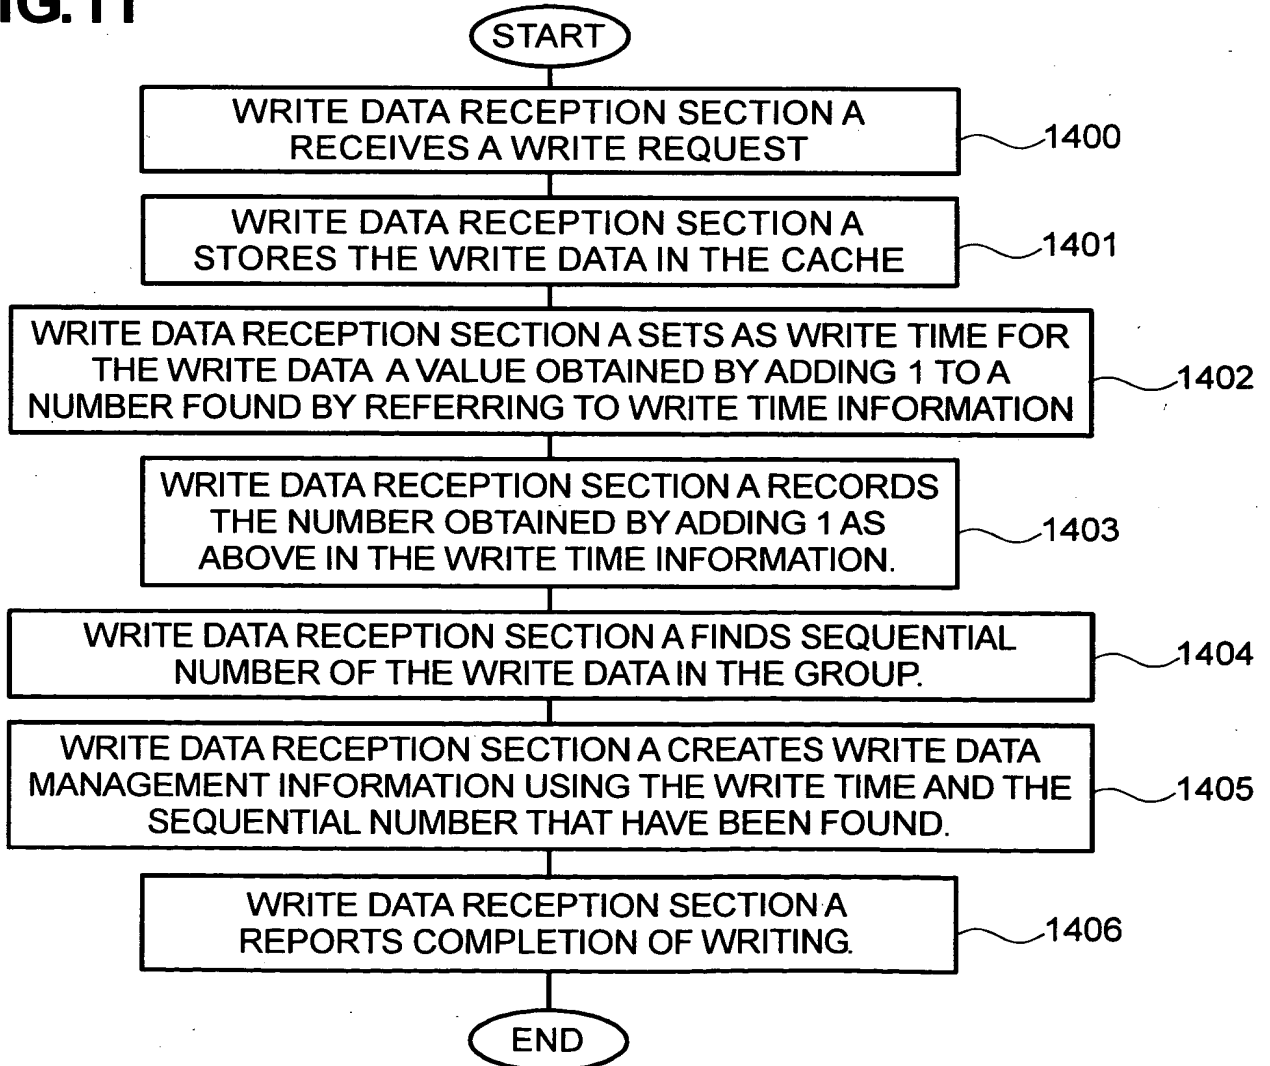 IG. 11
START
WRITE DATA RECEPTION SECTION A
RECEIVES A WRITE REQUEST
1400
WRITE DATA RECEPTION SECTION A
STORES THE WRITE DATA IN THE CACHE
1401
WRITE DATA RECEPTION SECTION A SETS AS WRITE TIME FOR
THE WRITE DATA A VALUE OBTAINED BY ADDING 1 TO A
NUMBER FOUND BY REFERRING TO WRITE TIME INFORMATION
1402
WRITE DATA RECEPTION SECTION A RECORDS
THE NUMBER OBTAINED BY ADDING 1 AS
ABOVE IN THE WRITE TIME INFORMATION.
1403
WRITE DATA RECEPTION SECTION A FINDS SEQUENTIAL
NUMBER OF THE WRITE DATA IN THE GROUP.
1404
WRITE DATA RECEPTION SECTION A CREATES WRITE DATA
MANAGEMENT INFORMATION USING THE WRITE TIME AND THE
SEQUENTIAL NUMBER THAT HAVE BEEN FOUND.
1405
WRITE DATA RECEPTION SECTION A
REPORTS COMPLETION OF WRITING.
1406
END